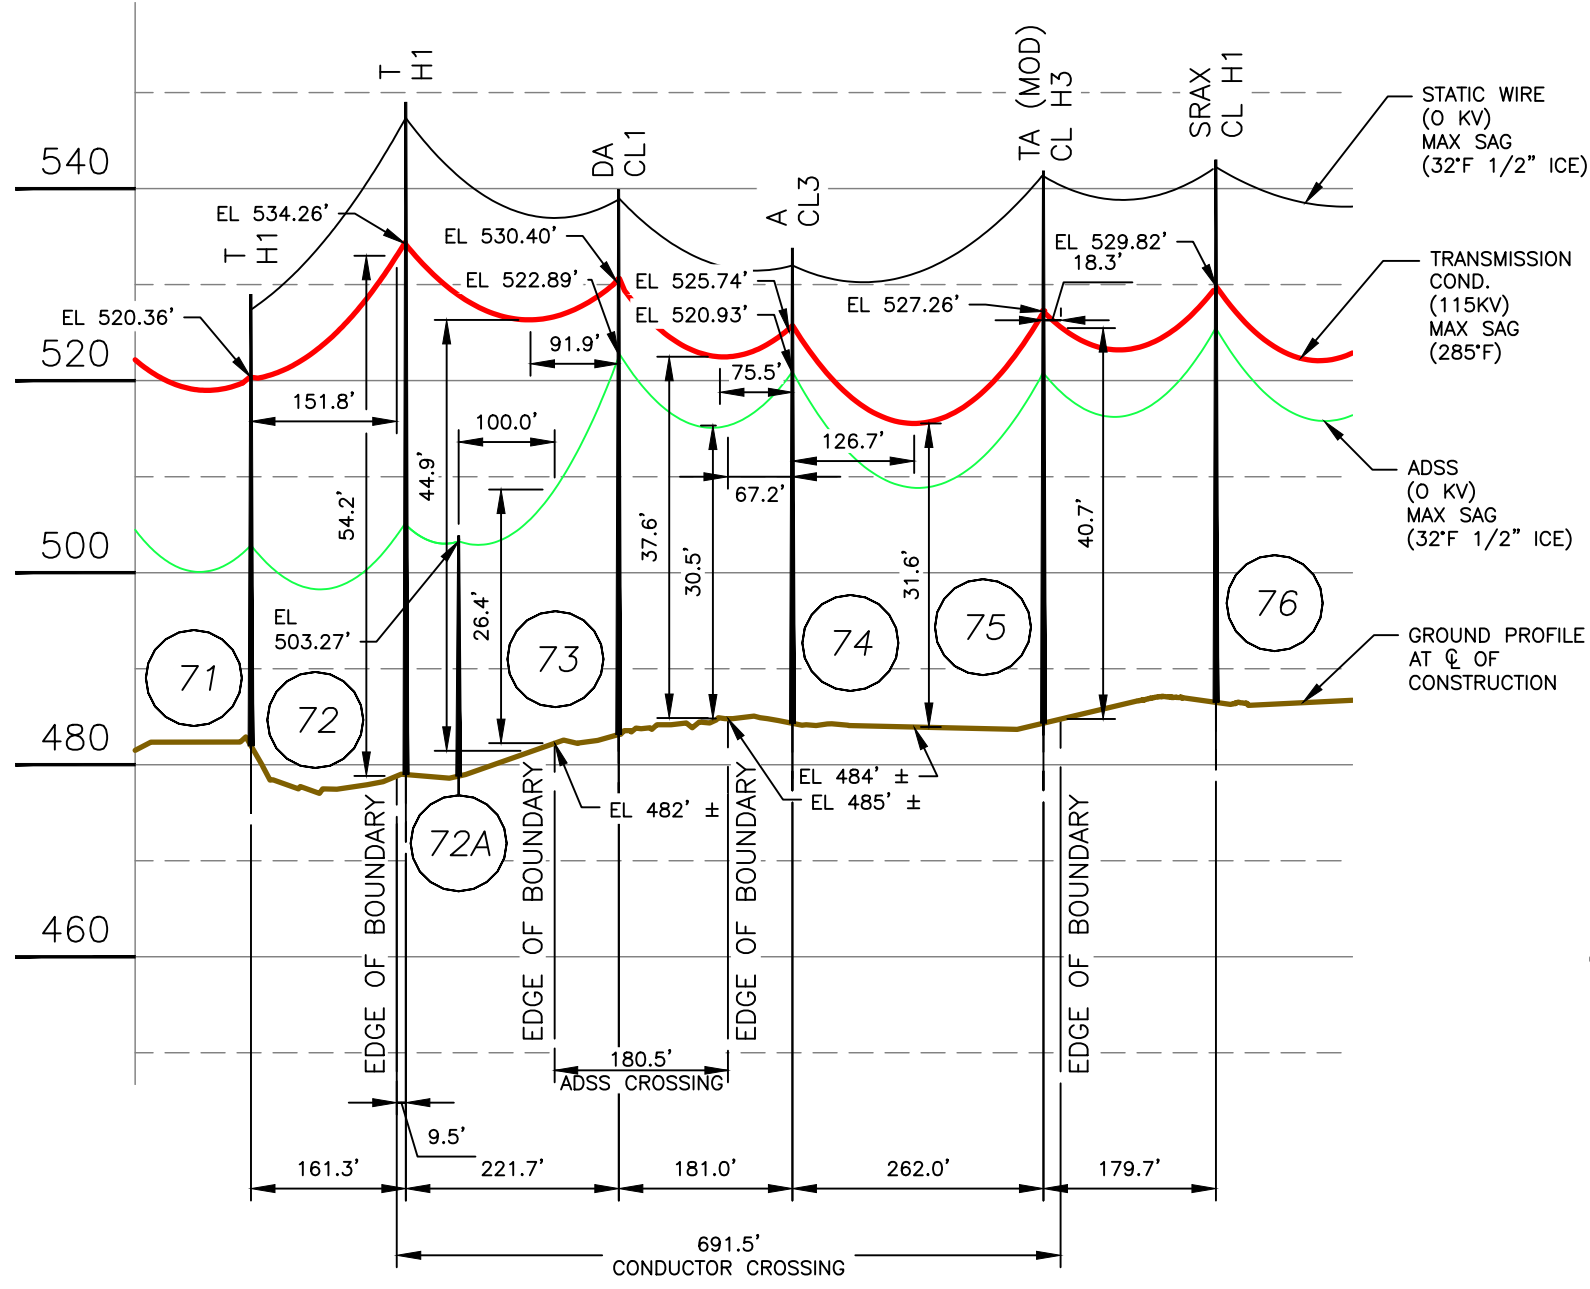 T
H1
T
H1
DA
CL1
A
CL3
TA (MOD)
CL H3
SRAX
CL H1
STATIC WIRE
(0 KV)
MAX SAG
(32°F 1/2" ICE)
TRANSMISSION
COND.
(115KV)
MAX SAG
(285°F)
ADSS
(0 KV)
MAX SAG
(32°F 1/2" ICE)
GROUND PROFILE
AT ℄ OF
CONSTRUCTION
540
520
500
480
460
EL 534.26'
EL 520.36'
EL 530.40'
EL 522.89'
EL 525.74'
EL 520.93'
EL 527.26'
EL 529.82'
18.3'
151.8'
91.9'
75.5'
100.0'
126.7'
67.2'
54.2'
44.9'
26.4'
37.6'
30.5'
31.6'
40.7'
EL
503.27'
71
72
72A
73
74
75
76
EL 482' ±
EL 484' ±
EL 485' ±
EDGE OF BOUNDARY
EDGE OF BOUNDARY
EDGE OF BOUNDARY
EDGE OF BOUNDARY
180.5'
ADSS CROSSING
9.5'
161.3'
221.7'
181.0'
262.0'
179.7'
691.5'
CONDUCTOR CROSSING